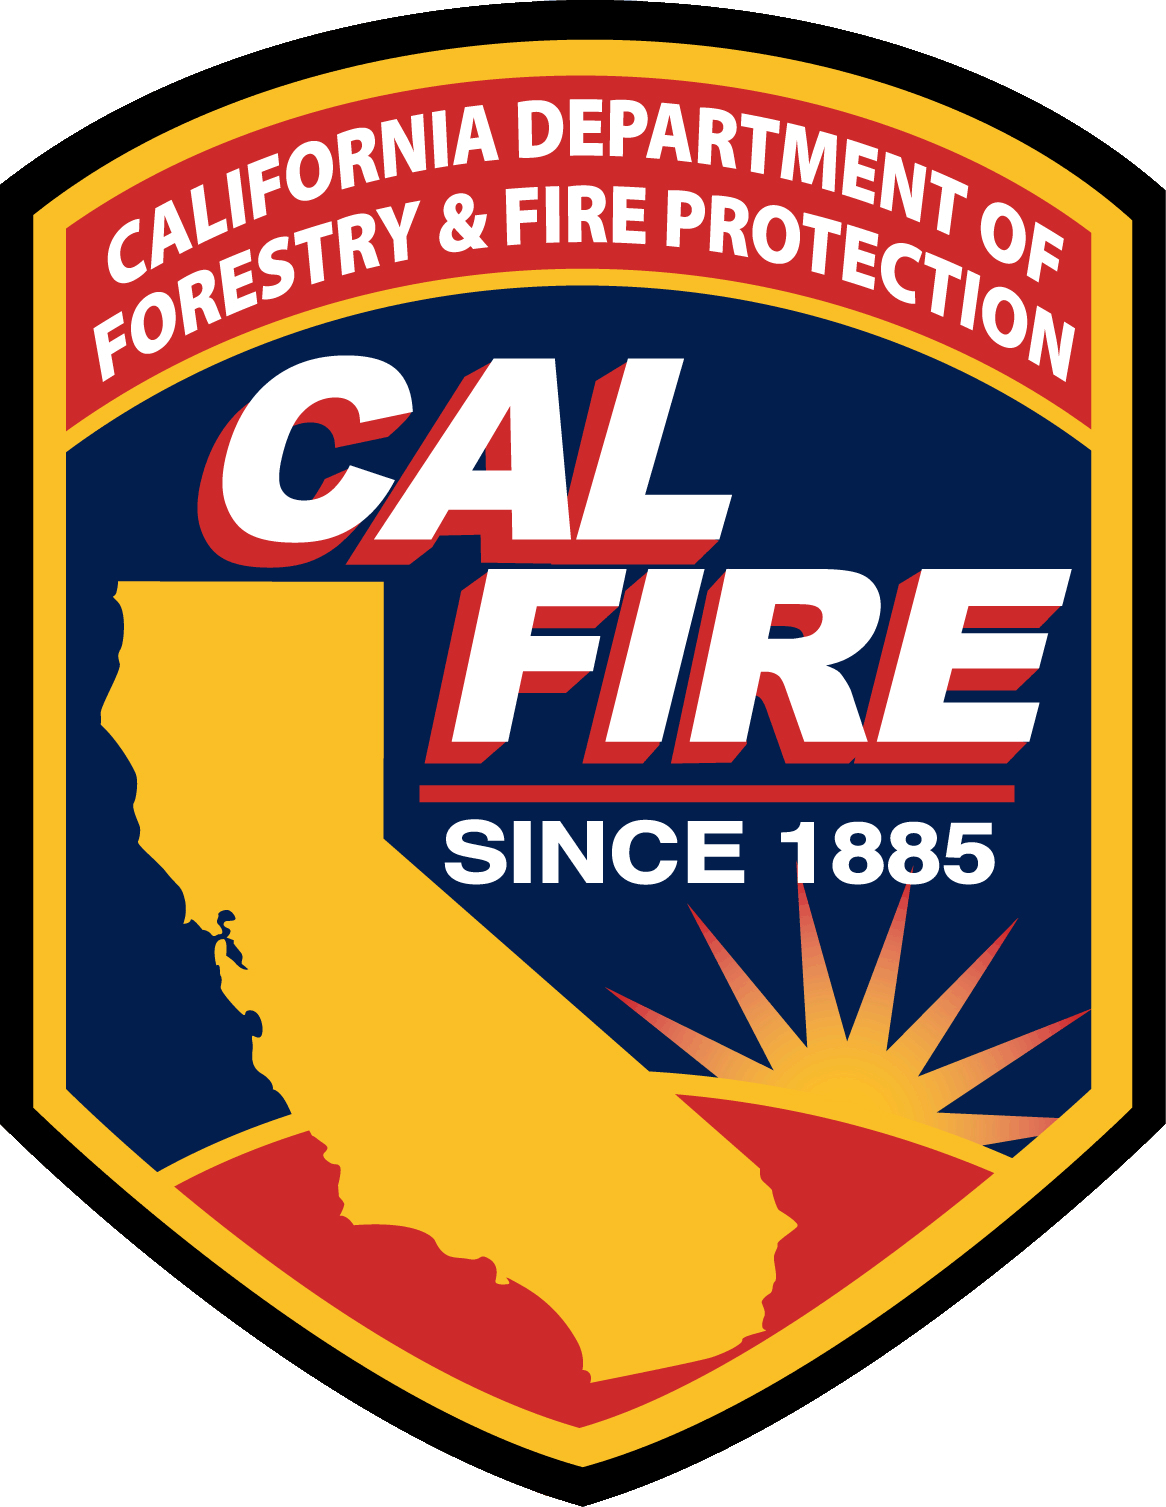 CALIFORNIA DEPARTMENT OF
FORESTRY & FIRE PROTECTION
CAL
FIRE
SINCE 1885